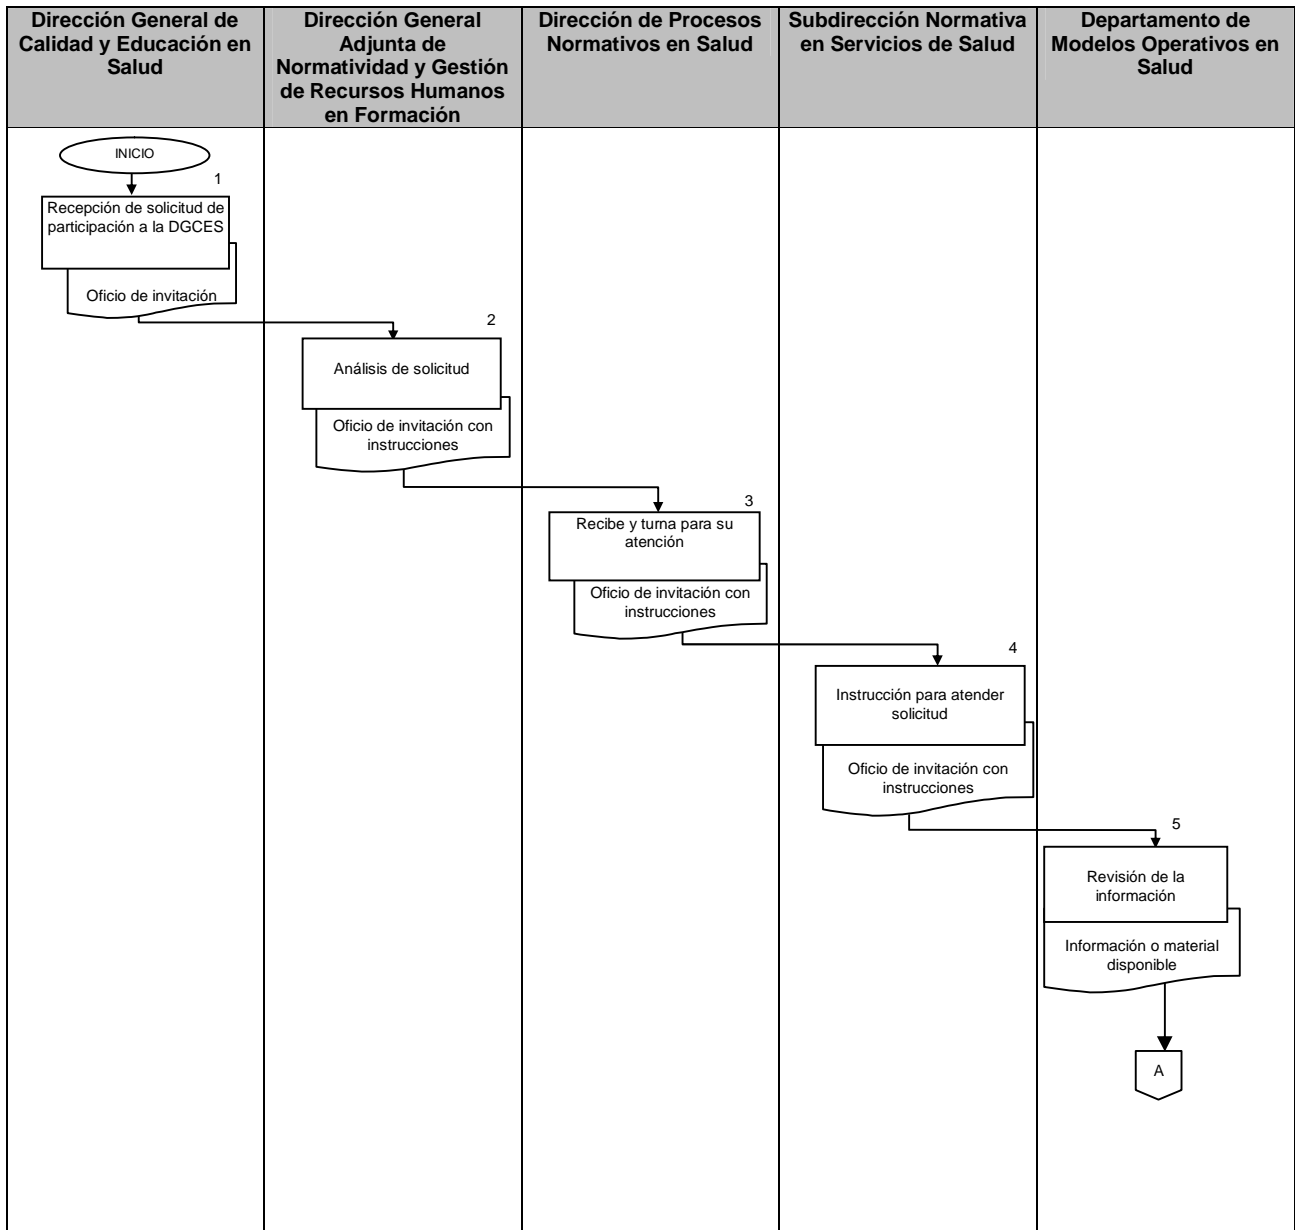 Dirección General de
Calidad y Educación en
Salud
Dirección General
Adjunta de
Normatividad y Gestión
de Recursos Humanos
en Formación
Dirección de Procesos
Normativos en Salud
Subdirección Normativa
en Servicios de Salud
Departamento de
Modelos Operativos en
Salud
INICIO
1
Recepción de solicitud de
participación a la DGCES
Oficio de invitación
2
Análisis de solicitud
Oficio de invitación con
instrucciones
3
Recibe y turna para su
atención
Oficio de invitación con
instrucciones
4
Instrucción para atender
solicitud
Oficio de invitación con
instrucciones
5
Revisión de la
información
Información o material
disponible
A